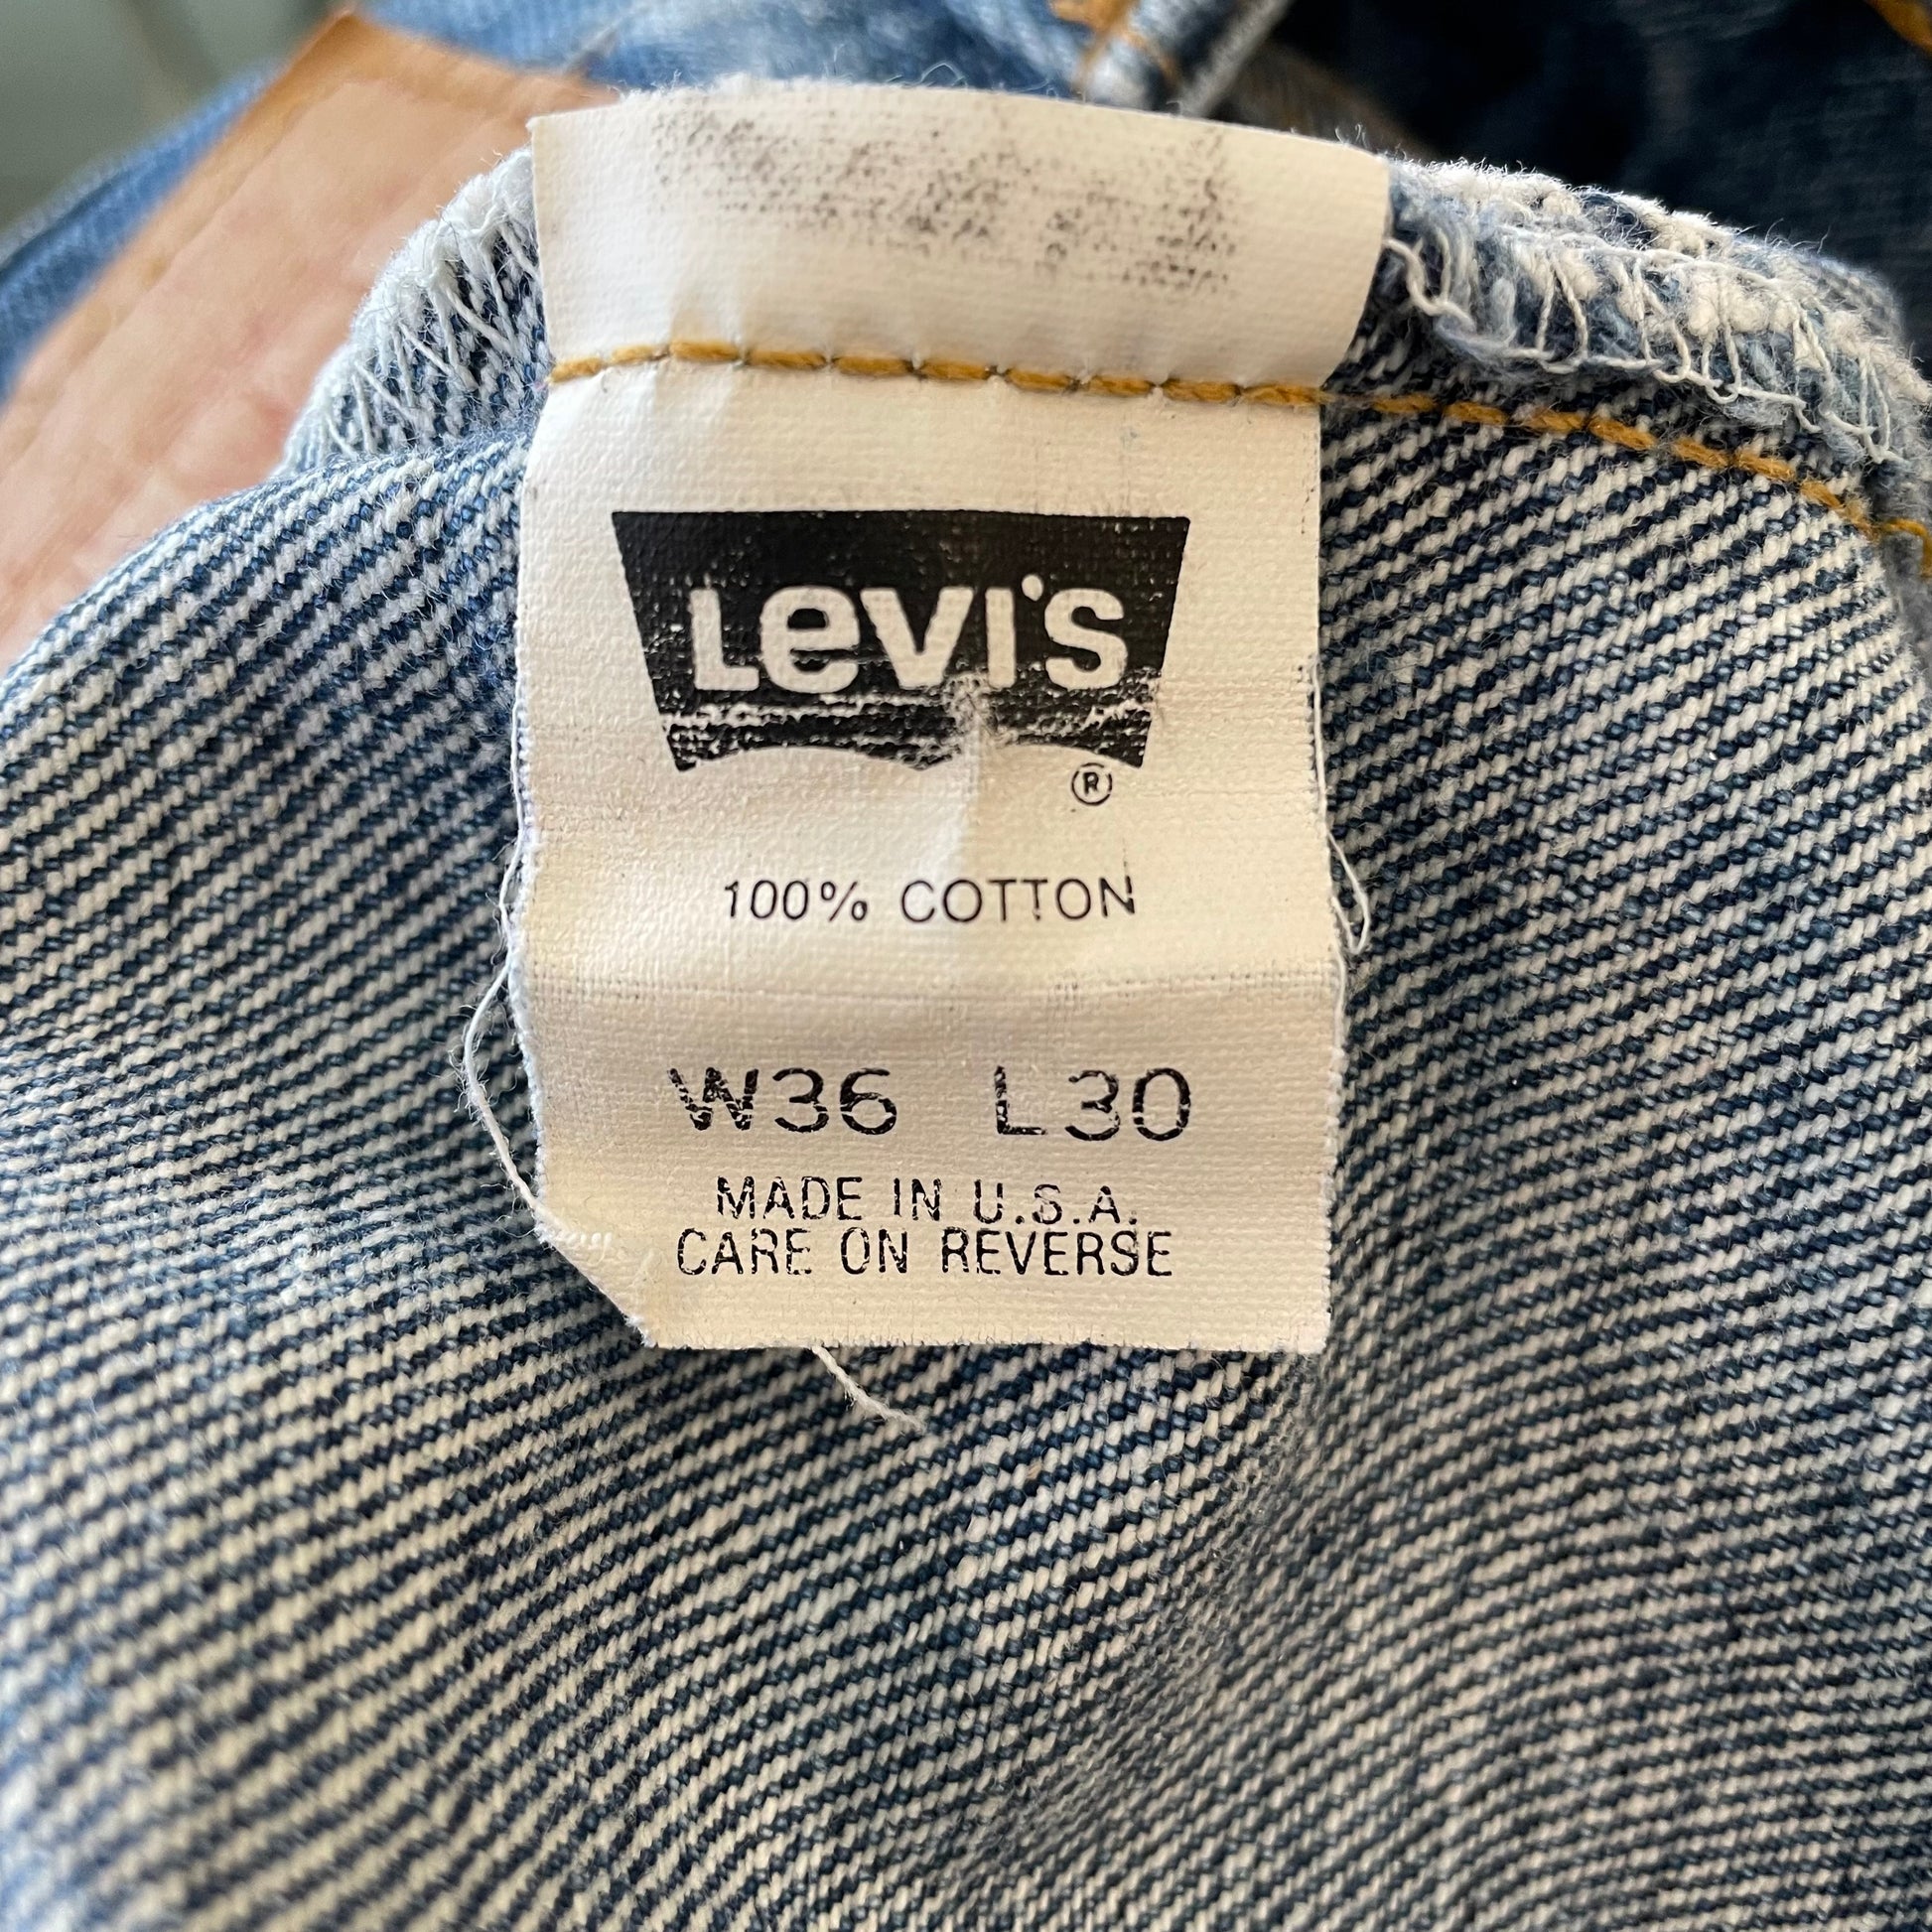 LEVI'S
®
100% COTTON
W36 L30
MADE IN U.S.A.
CARE ON REVERSE